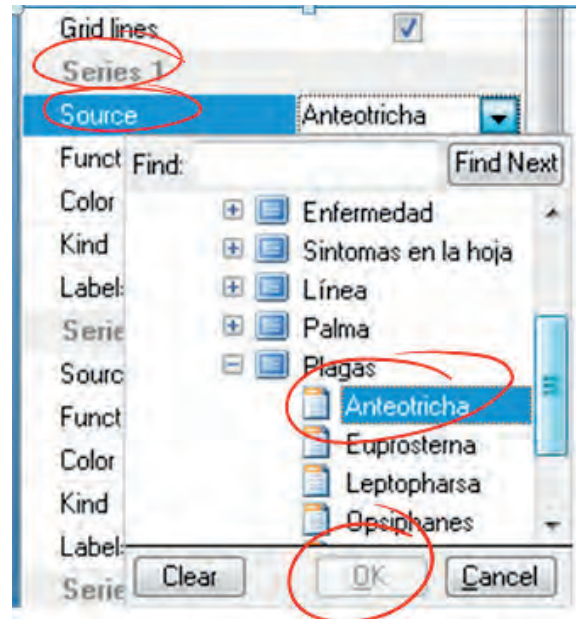 Grid lines
Series 1
Source Anteotricha
Funct Find: Find Next
Color Enfermedad
Kind Sintomas en la hoja
Label Línea
Serie Palma
Sourc Plagas
Funct Anteotricha
Color Euprosterna
Kind Leptopharsa
Label Opsiphanes
Serie Clear OK Cancel